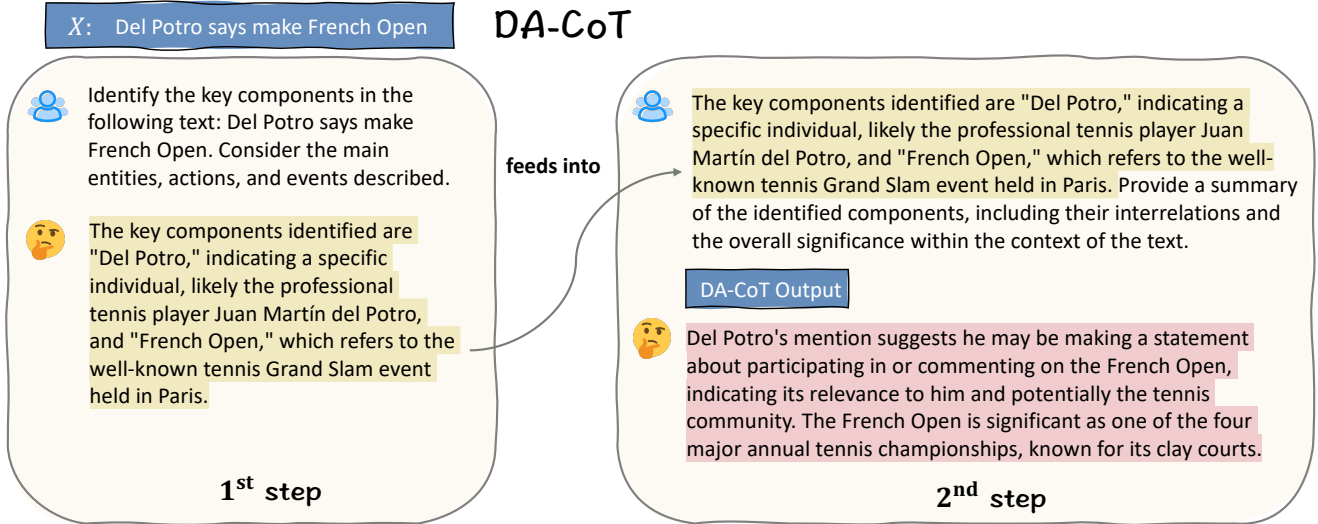 X: Del Potro says make French Open
DA-CoT
Identify the key components in the
following text: Del Potro says make
French Open. Consider the main
entities, actions, and events described.
The key components identified are
"Del Potro," indicating a specific
individual, likely the professional
tennis player Juan Martín del Potro,
and "French Open," which refers to the
well-known tennis Grand Slam event
held in Paris.
1st step
feeds into
The key components identified are "Del Potro," indicating a
specific individual, likely the professional tennis player Juan
Martín del Potro, and "French Open," which refers to the well-
known tennis Grand Slam event held in Paris. Provide a summary
of the identified components, including their interrelations and
the overall significance within the context of the text.
DA-CoT Output
Del Potro's mention suggests he may be making a statement
about participating in or commenting on the French Open,
indicating its relevance to him and potentially the tennis
community. The French Open is significant as one of the four
major annual tennis championships, known for its clay courts.
2nd step